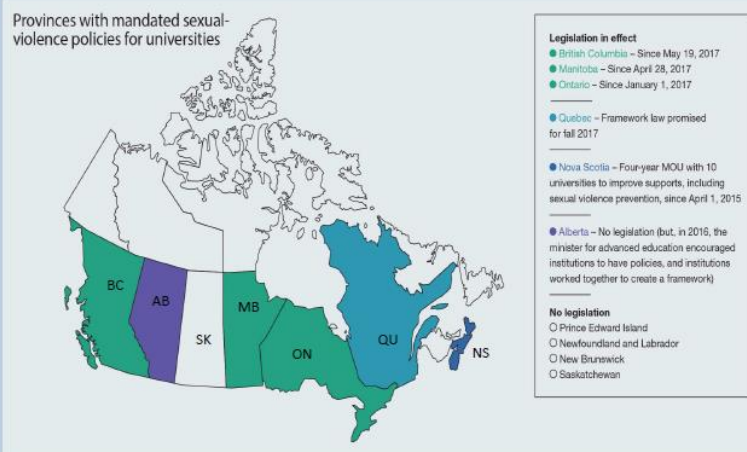 Provinces with mandated sexual-
violence policies for universities
BC
AB
SK
MB
ON
QU
NS
Legislation in effect
British Columbia – Since May 19, 2017
Manitoba – Since April 28, 2017
Ontario – Since January 1, 2017
Quebec – Framework law promised
for fall 2017
Nova Scotia – Four-year MOU with 10
universities to improve supports, including
sexual violence prevention, since April 1, 2015
Alberta – No legislation (but, in 2016, the
minister for advanced education encouraged
institutions to have policies, and institutions
worked together to create a framework)
No legislation
Prince Edward Island
Newfoundland and Labrador
New Brunswick
Saskatchewan